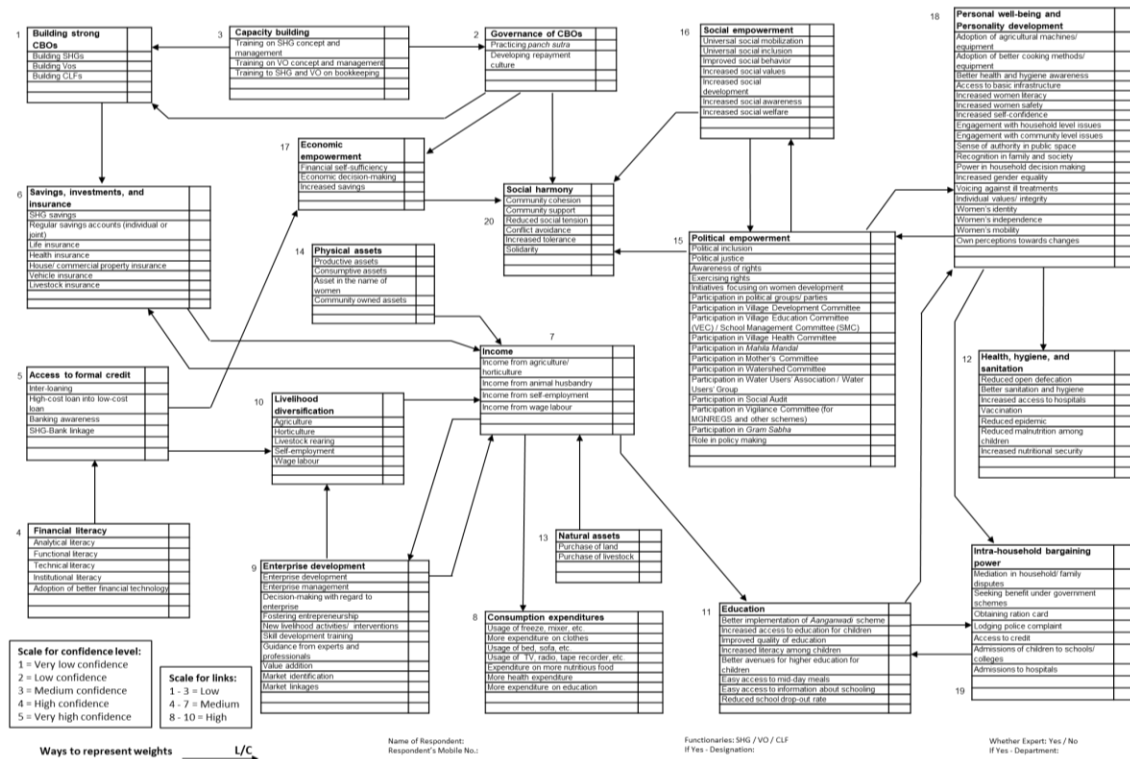 1
Building strong
CBOs
Building SHGs
Building Vos
Building CLFs
3
Capacity building
Training on SHG concept and
management
Training on VO concept and management
Training to SHG and VO on bookkeeping
2
Governance of CBOs
Practicing panch sutra
Developing repayment
culture
16
Social empowerment
Universal social mobilization
Universal social inclusion
Improved social behavior
Increased social values
Increased social
development
Increased social awareness
Increased social welfare
18
Personal well-being and
Personality development
Adoption of agricultural machines/
equipment
Adoption of better cooking methods/
equipment
Better health and hygiene awareness
Access to basic infrastructure
Increased women literacy
Increased women safety
Increased self-confidence
Engagement with household level issues
Engagement with community level issues
Sense of authority in public space
Recognition in family and society
Power in household decision making
Increased gender equality
Voicing against ill treatments
Individual values/ integrity
Women's identity
Women's independence
Women's mobility
Own perceptions towards changes
17
Economic
empowerment
Financial self-sufficiency
Economic decision-making
Increased savings
6
Savings, investments, and
insurance
SHG savings
Regular savings accounts (individual or
joint)
Life insurance
Health insurance
House/ commercial property insurance
Vehicle insurance
Livestock insurance
20
Social harmony
Community cohesion
Community support
Reduced social tension
Conflict avoidance
Increased tolerance
Solidarity
14
Physical assets
Productive assets
Consumptive assets
Asset in the name of
women
Community owned assets
15
Political empowerment
Political inclusion
Political justice
Awareness of rights
Exercising rights
Initiatives focusing on women development
Participation in political groups/ parties
Participation in Village Development Committee
Participation in Village Education Committee
(VEC) / School Management Committee (SMC)
Participation in Village Health Committee
Participation in Mahila Mandal
Participation in Mother's Committee
Participation in Watershed Committee
Participation in Water Users' Association / Water
Users' Group
Participation in Social Audit
Participation in Vigilance Committee (for
MGNREGS and other schemes)
Participation in Gram Sabha
Role in policy making
7
Income
Income from agriculture/
horticulture
Income from animal husbandry
Income from self-employment
Income from wage labour
12
Health, hygiene, and
sanitation
Reduced open defecation
Better sanitation and hygiene
Increased access to hospitals
Vaccination
Reduced epidemic
Reduced malnutrition among
children
Increased nutritional security
5
Access to formal credit
Inter-loaning
High-cost loan into low-cost
loan
Banking awareness
SHG-Bank linkage
10
Livelihood
diversification
Agriculture
Horticulture
Livestock rearing
Self-employment
Wage labour
4
Financial literacy
Analytical literacy
Functional literacy
Technical literacy
Institutional literacy
Adoption of better financial technology
13
Natural assets
Purchase of land
Purchase of livestock
9
Enterprise development
Enterprise development
Enterprise management
Decision-making with regard to
enterprise
Fostering entrepreneurship
New livelihood activities/ interventions
Skill development training
Guidance from experts and
professionals
Value addition
Market identification
Market linkages
8
Consumption expenditures
Usage of freeze, mixer, etc.
More expenditure on clothes
Usage of bed, sofa, etc.
Usage of TV, radio, tape recorder, etc.
Expenditure on more nutritious food
More health expenditure
More expenditure on education
11
Education
Better implementation of Aanganwadi scheme
Increased access to education for children
Improved quality of education
Increased literacy among children
Better avenues for higher education for
children
Easy access to mid-day meals
Easy access to information about schooling
Reduced school drop-out rate
19
Intra-household bargaining
power
Mediation in household/ family
disputes
Seeking benefit under government
schemes
Obtaining ration card
Lodging police complaint
Access to credit
Admissions of children to schools/
colleges
Admissions to hospitals
Scale for confidence level:
1 = Very low confidence
2 = Low confidence
3 = Medium confidence
4 = High confidence
5 = Very high confidence
Scale for links:
1 - 3 = Low
4 - 7 = Medium
8 - 10 = High
Ways to represent weights
L/C
Name of Respondent:
Respondent's Mobile No.:
Functionaries: SHG / VO / CLF
If Yes - Designation:
Whether Expert: Yes / No
If Yes - Department: